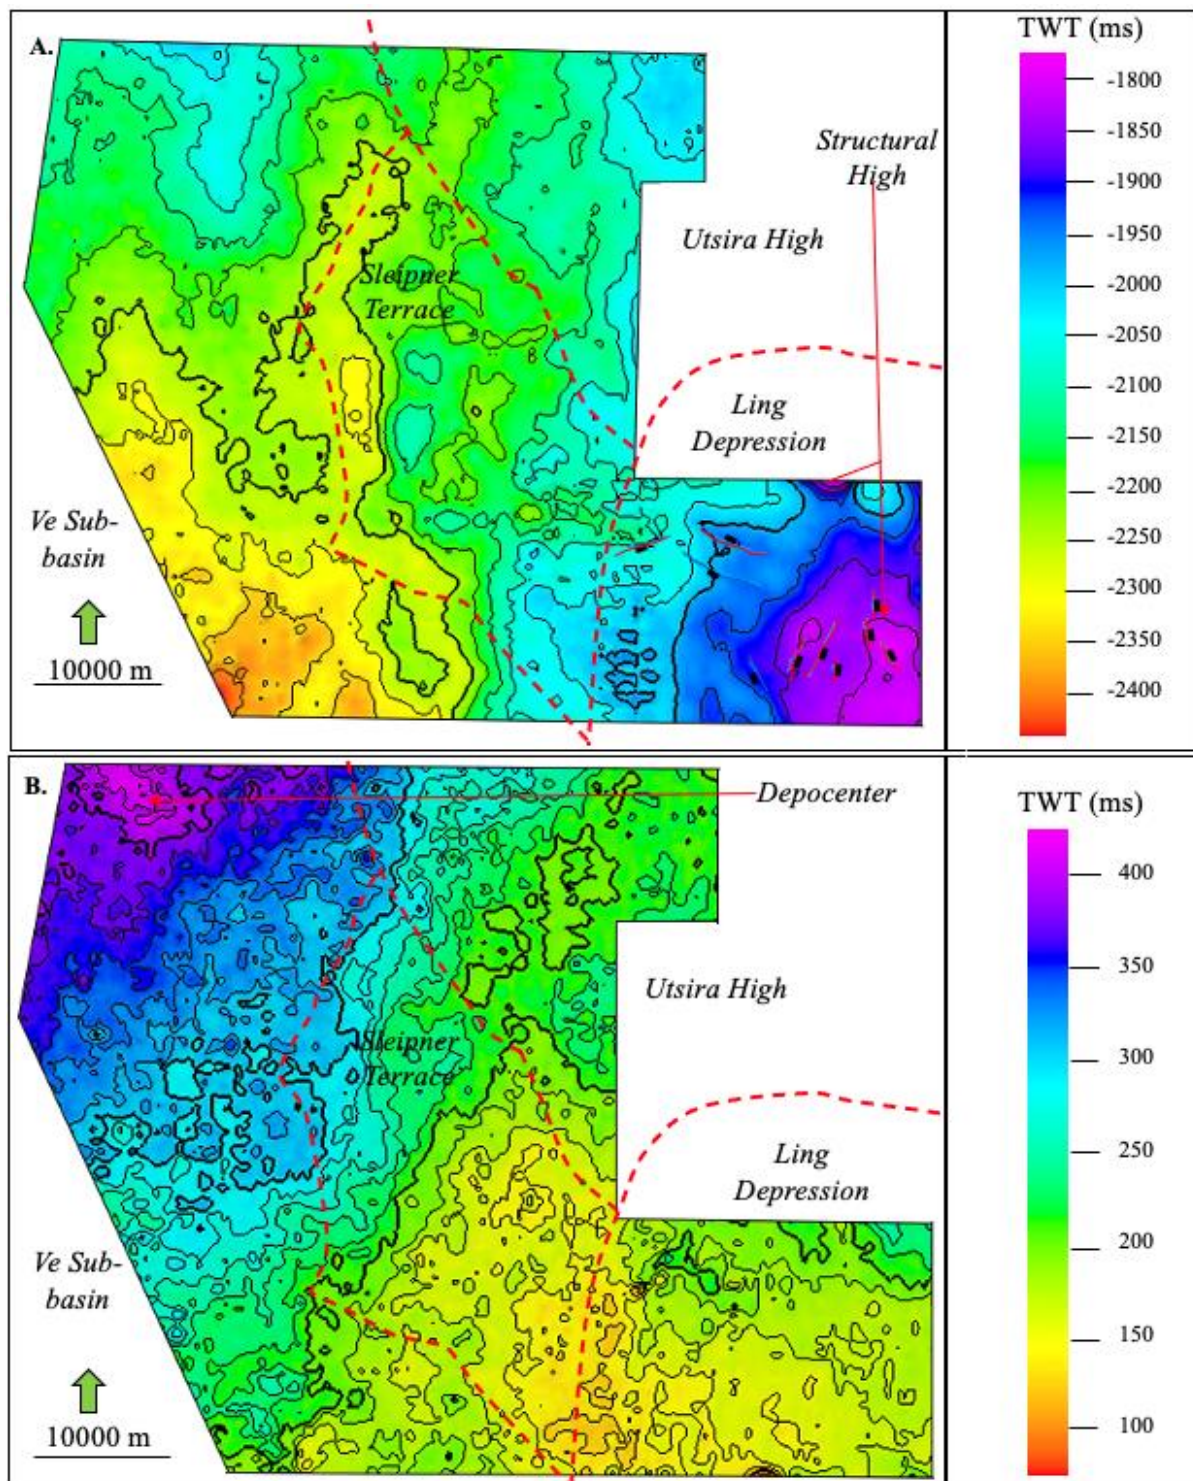 A.
TWT (ms)
-1800
-1850
-1900
-1950
-2000
-2050
-2100
-2150
-2200
-2250
-2300
-2350
-2400
Structural
High
Utsira High
Sleipner
Terrace
Ling
Depression
Ve Sub-
basin
10000 m
B.
TWT (ms)
400
350
300
250
200
150
100
Depocenter
Utsira High
Sleipner
Terrace
Ling
Depression
Ve Sub-
basin
10000 m